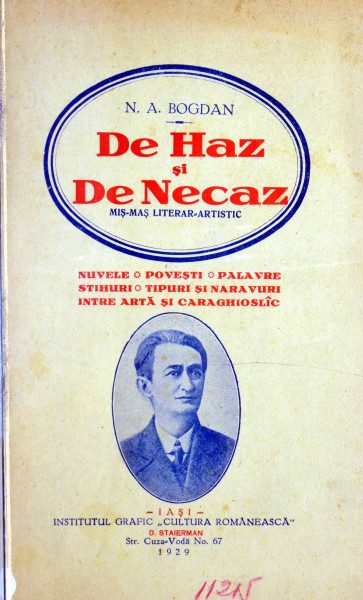 N. A. BOGDAN
De Haz
și
De Necaz
MIȘ-MAȘ LITERAR-ARTISTIC
NUVELE ○ POVEȘTI ○ PALAVRE
STIHURI ○ TIPURI ȘI NARAVURI
INTRE ARTĂ ȘI CARAGHIOSLÎC
- IAȘI -
INSTITUTUL GRAFIC „CULTURA ROMÂNEASCĂ"
D. STAIERMAN
Str. Cuza-Vodă No. 67
1929